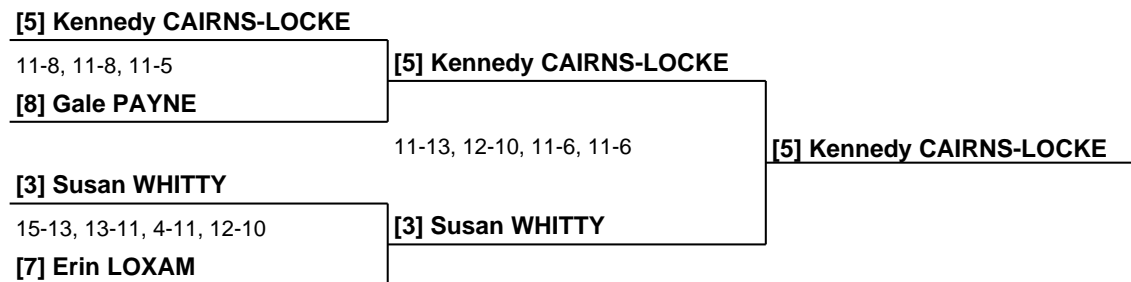 [5] Kennedy CAIRNS-LOCKE
11-8, 11-8, 11-5
[8] Gale PAYNE
[5] Kennedy CAIRNS-LOCKE
11-13, 12-10, 11-6, 11-6
[5] Kennedy CAIRNS-LOCKE
[3] Susan WHITTY
15-13, 13-11, 4-11, 12-10
[7] Erin LOXAM
[3] Susan WHITTY